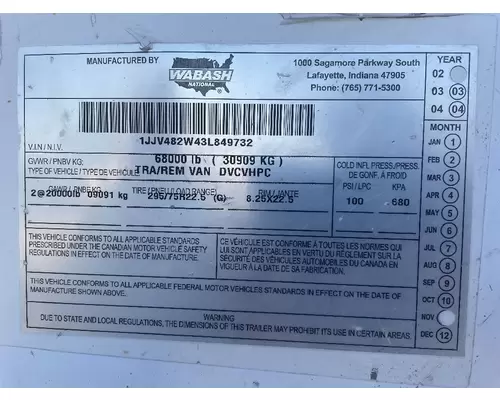 MANUFACTURED BY
WABASH
NATIONAL
1000 Sagamore Parkway South
Lafayette, Indiana 47905
Phone: (765) 771-5300
YEAR
02
03 03
04 04
MONTH
JAN 1
FEB 2
MAR 3
APR 4
MAY 5
JUN 6
JUL 7
AUG 8
SEP 9
OCT 10
NOV
DEC 12
1JJV482W43L849732
V.I.N / N.I.V.
GVWR / PNBV KG: 68000 lb ( 30909 KG )
TYPE OF VEHICLE / TYPE DE VEHICULE: TRA/REM VAN DVCVHPC
COLD INFL PRESS/PRESS.
DE GONF. À FROID
PSI / LPC KPA
100 680
GAWR / PNBE KG TIRE / PNEU(LOAD RANGE) RIM / JANTE
2@20000lb 09091 kg 295/75R22.5 (G) 8.25X22.5
THIS VEHICLE CONFORMS TO ALL APPLICABLE STANDARDS
PRESCRIBED UNDER THE CANADIAN MOTOR VEHICLE SAFETY
REGULATIONS IN EFFECT ON THE DATE OF MANUFACTURE.
CE VÉHICULE EST CONFORME À TOUTES LES NORMES QUI
LUI SONT APPLICABLES EN VERTU DU RÈGLEMENT SUR LA
SÉCURITÉ DES VÉHICULES AUTOMOBILES DU CANADA EN
VIGUEUR À LA DATE DE SA FABRICATION.
THIS VEHICLE CONFORMS TO ALL APPLICABLE FEDERAL MOTOR VEHICLE STANDARDS IN EFFECT ON THE DATE OF
MANUFACTURE SHOWN ABOVE.
WARNING
DUE TO STATE AND LOCAL REGULATIONS, THE DIMENSIONS OF THIS TRAILER MAY PROHIBIT ITS USE IN CERTAIN AREAS.